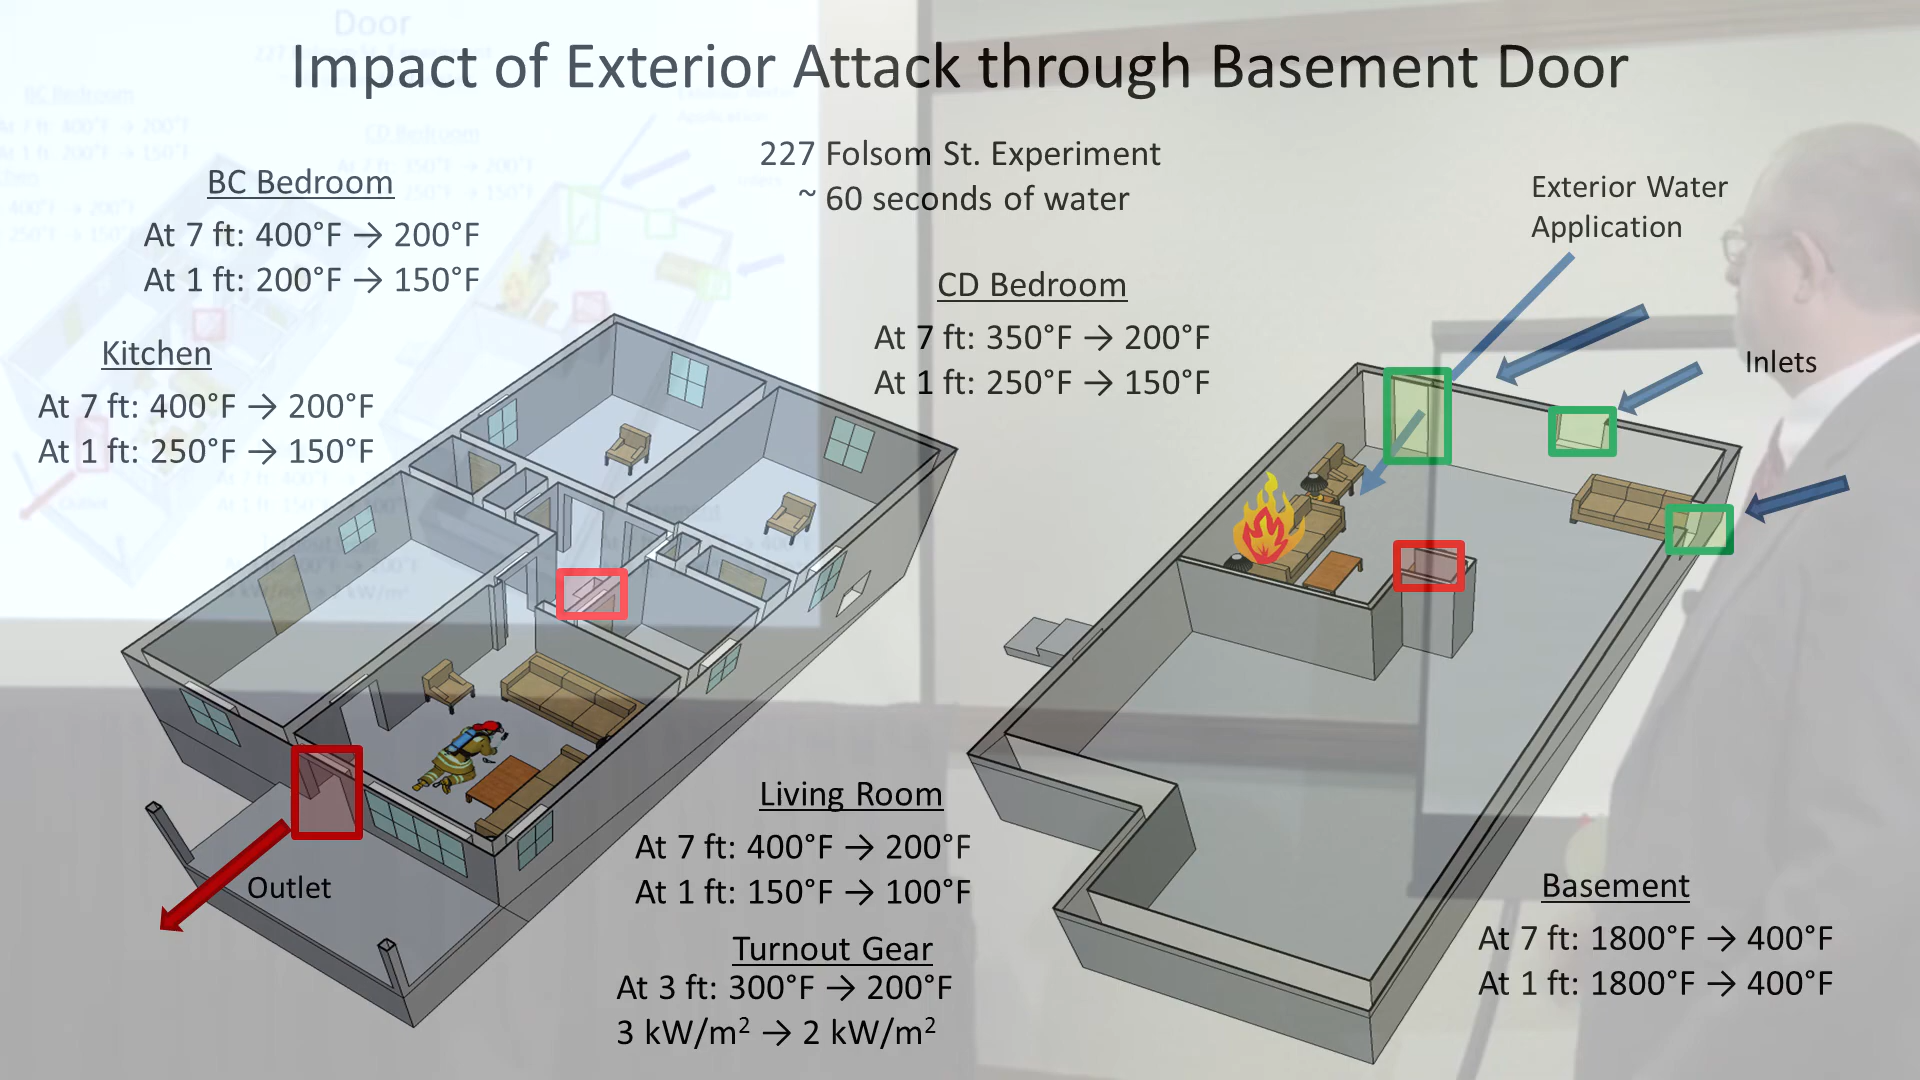 Impact of Exterior Attack through Basement Door
227 Folsom St. Experiment
~ 60 seconds of water
BC Bedroom
At 7 ft: 400°F → 200°F
At 1 ft: 200°F → 150°F
Kitchen
At 7 ft: 400°F → 200°F
At 1 ft: 250°F → 150°F
CD Bedroom
At 7 ft: 350°F → 200°F
At 1 ft: 250°F → 150°F
Exterior Water
Application
Inlets
Outlet
Living Room
At 7 ft: 400°F → 200°F
At 1 ft: 150°F → 100°F
Turnout Gear
At 3 ft: 300°F → 200°F
3 kW/m² → 2 kW/m²
Basement
At 7 ft: 1800°F → 400°F
At 1 ft: 1800°F → 400°F